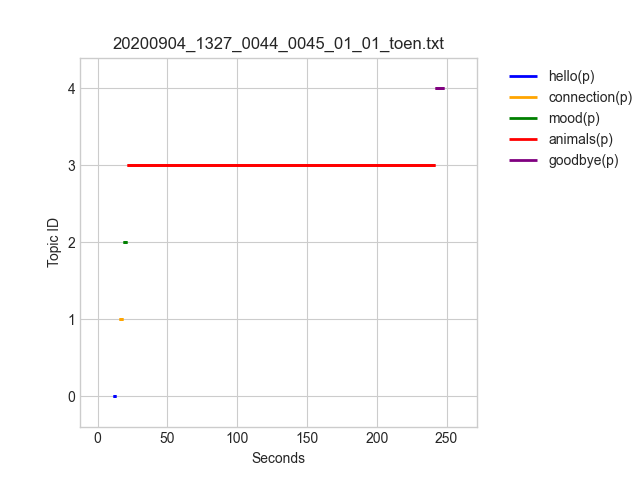 20200904_1327_0044_0045_01_01_toen.txt
hello(p)
connection(p)
mood(p)
animals(p)
goodbye(p)
Topic ID
4
3
2
1
0
0 50 100 150 200 250
Seconds